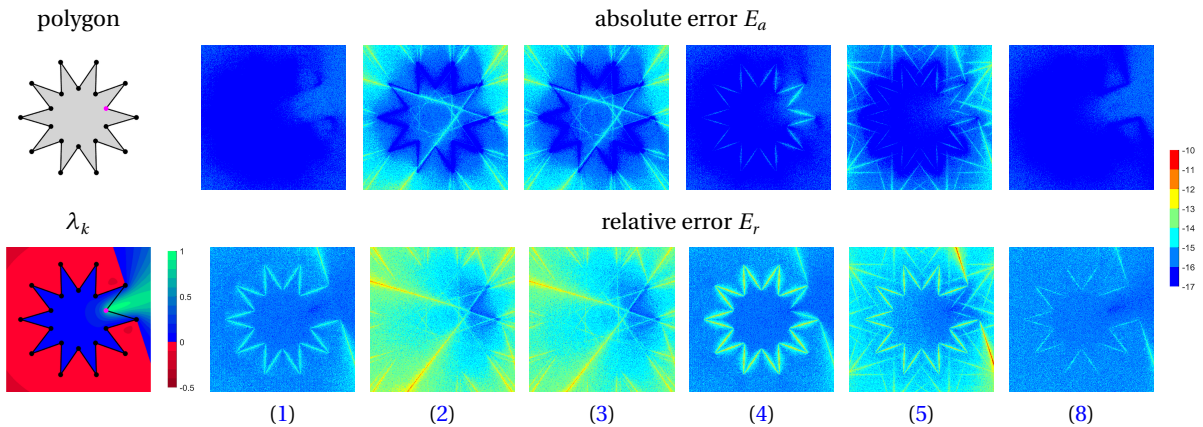 polygon
absolute error E_a
-10
-11
-12
-13
-14
-15
-16
-17
λ_k
relative error E_r
1
0.5
0
-0.5
(1) (2) (3) (4) (5) (8)